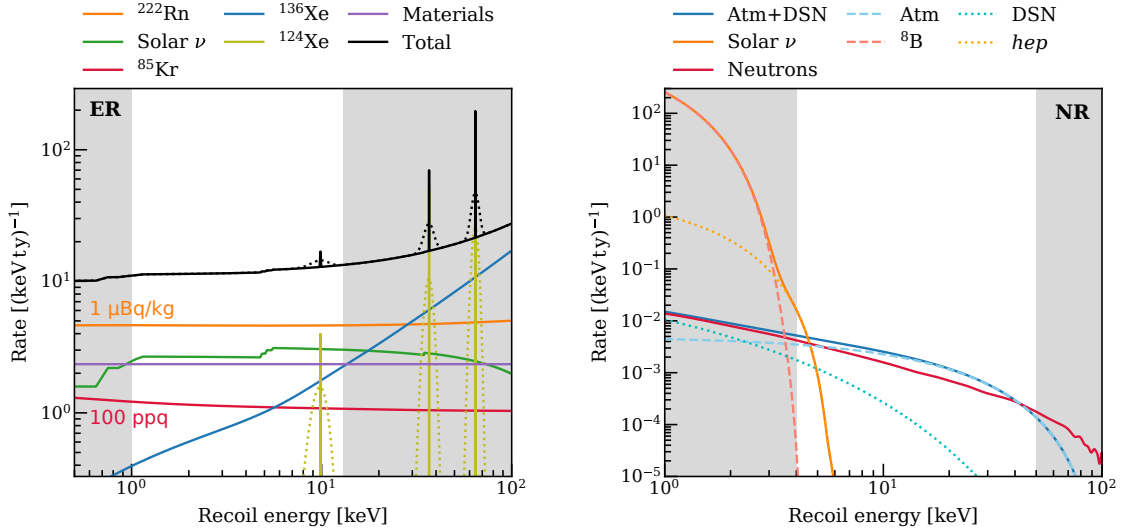 ²²²Rn ¹³⁶Xe Materials
Solar ν ¹²⁴Xe Total
⁸⁵Kr
ER
1 µBq/kg
100 ppq
10² 10¹ 10⁰
Rate [(keV ty)⁻¹]
10⁰ 10¹ 10²
Recoil energy [keV]
Atm+DSN Atm DSN
Solar ν ⁸B hep
Neutrons
NR
10² 10¹ 10⁰ 10⁻¹ 10⁻² 10⁻³ 10⁻⁴ 10⁻⁵
Rate [(keV ty)⁻¹]
10⁰ 10¹ 10²
Recoil energy [keV]